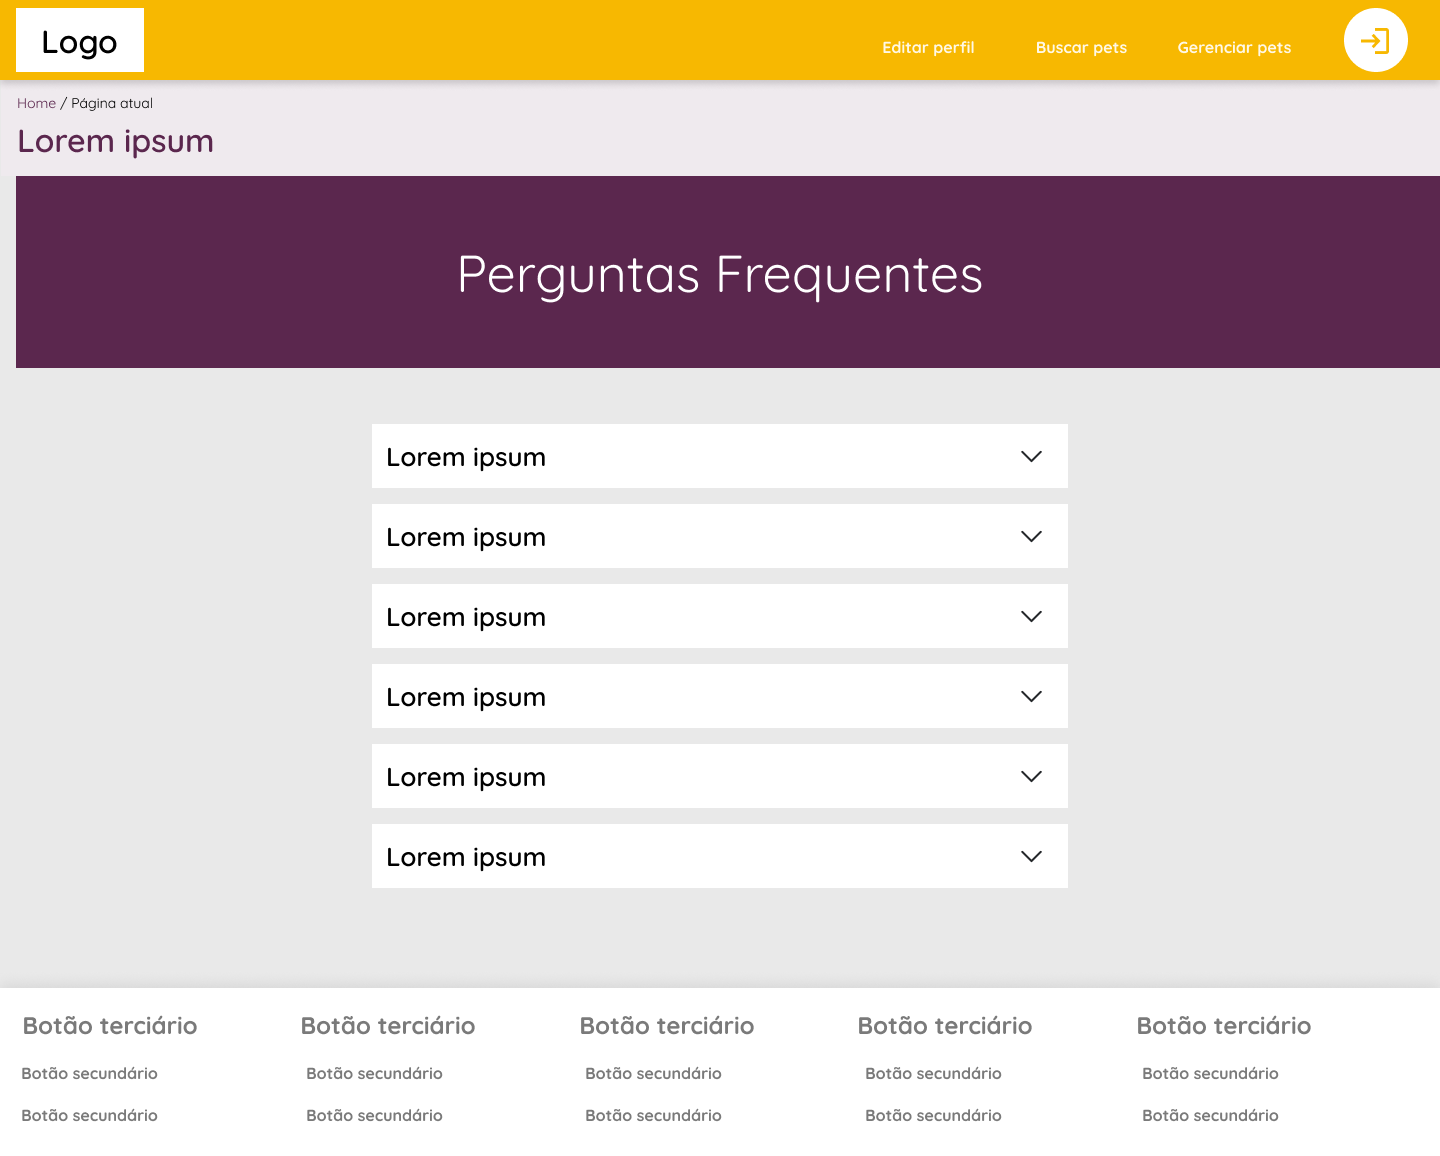 Logo
Editar perfil
Buscar pets
Gerenciar pets
Home / Página atual
Lorem ipsum
Perguntas Frequentes
Lorem ipsum
Lorem ipsum
Lorem ipsum
Lorem ipsum
Lorem ipsum
Lorem ipsum
Botão terciário
Botão secundário
Botão secundário
Botão terciário
Botão secundário
Botão secundário
Botão terciário
Botão secundário
Botão secundário
Botão terciário
Botão secundário
Botão secundário
Botão terciário
Botão secundário
Botão secundário